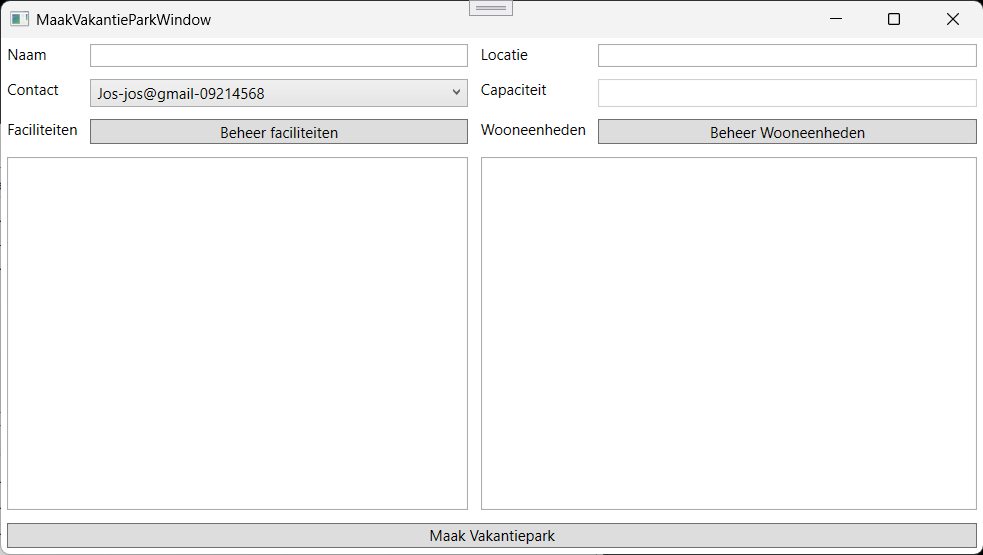 MaakVakantieParkWindow
Naam
Locatie
Contact
Jos-jos@gmail-09214568
Capaciteit
Faciliteiten
Beheer faciliteiten
Wooneenheden
Beheer Wooneenheden
Maak Vakantiepark